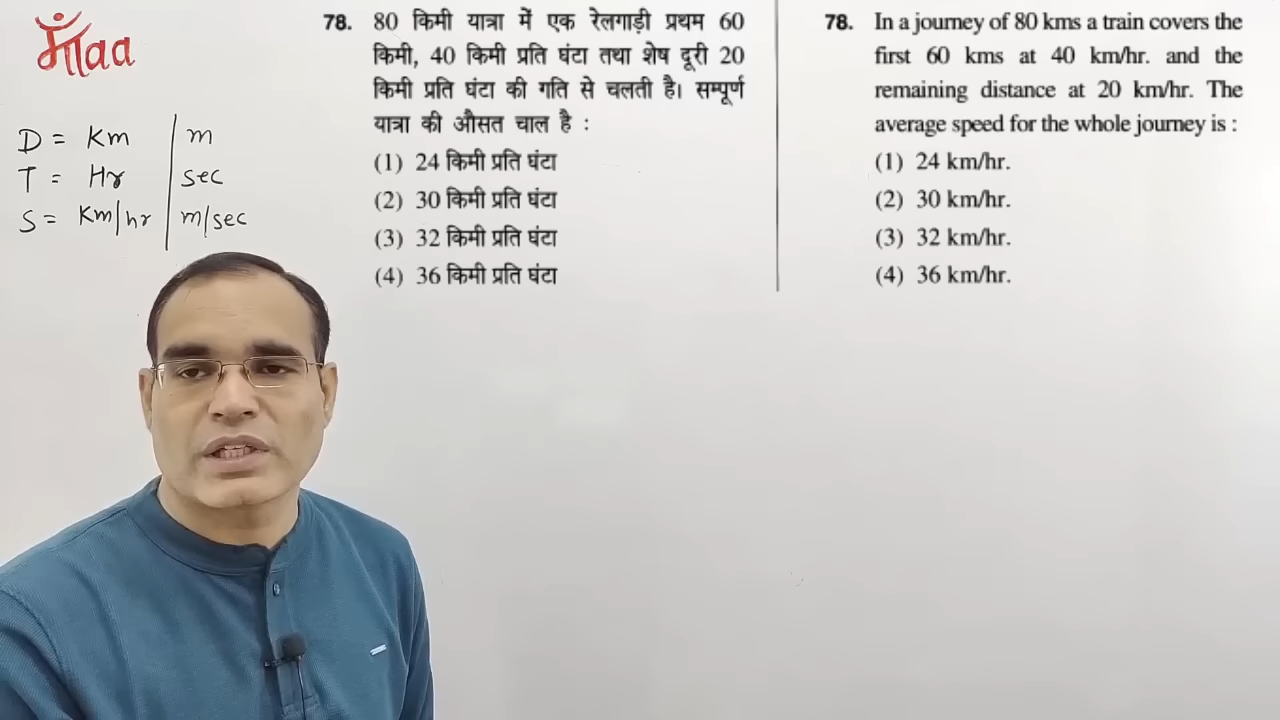 माँaa
D = Km | m
T = Hr | sec
S = Km/hr | m/sec
78. 80 किमी यात्रा में एक रेलगाड़ी प्रथम 60
किमी, 40 किमी प्रति घंटा तथा शेष दूरी 20
किमी प्रति घंटा की गति से चलती है। सम्पूर्ण
यात्रा की औसत चाल है :
(1) 24 किमी प्रति घंटा
(2) 30 किमी प्रति घंटा
(3) 32 किमी प्रति घंटा
(4) 36 किमी प्रति घंटा
78. In a journey of 80 kms a train covers the
first 60 kms at 40 km/hr. and the
remaining distance at 20 km/hr. The
average speed for the whole journey is :
(1) 24 km/hr.
(2) 30 km/hr.
(3) 32 km/hr.
(4) 36 km/hr.